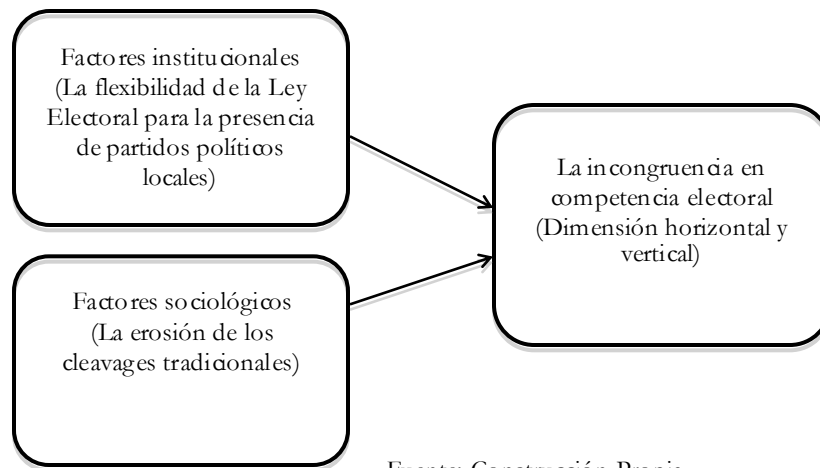 Factores institucionales
(La flexibilidad de la Ley
Electoral para la presencia
de partidos políticos
locales)
La incongruencia en
competencia electoral
(Dimensión horizontal y
vertical)
Factores sociológicos
(La erosión de los
cleavages tradicionales)
Fuente: Construcción Propia